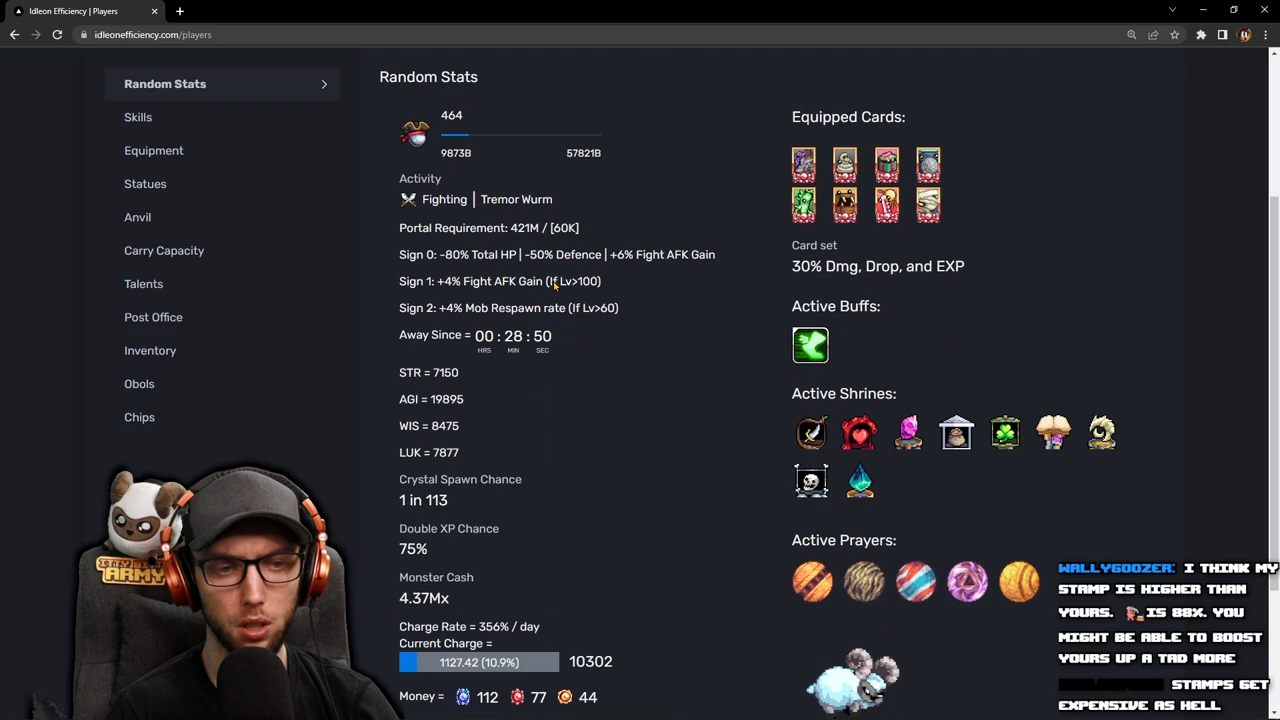 Idleon Efficiency | Players
idleonefficiency.com/players
Random Stats
Skills
Equipment
Statues
Anvil
Carry Capacity
Talents
Post Office
Inventory
Obols
Chips
Random Stats
464
9873B 57821B
Activity
Fighting | Tremor Wurm
Portal Requirement: 421M / [60K]
Sign 0: -80% Total HP | -50% Defence | +6% Fight AFK Gain
Sign 1: +4% Fight AFK Gain (If Lv>100)
Sign 2: +4% Mob Respawn rate (If Lv>60)
Away Since = 00 : 28 : 50
HRS MIN SEC
STR = 7150
AGI = 19895
WIS = 8475
LUK = 7877
Crystal Spawn Chance
1 in 113
Double XP Chance
75%
Monster Cash
4.37Mx
Charge Rate = 356% / day
Current Charge =
1127.42 (10.9%) 10302
Money = 112 77 44
Equipped Cards:
Card set
30% Dmg, Drop, and EXP
Active Buffs:
Active Shrines:
Active Prayers:
WALLYGOOZER: I THINK MY
STAMP IS HIGHER THAN
YOURS. IS 88%. YOU
MIGHT BE ABLE TO BOOST
YOURS UP A TAD MORE
STAMPS GET
EXPENSIVE AS HELL
ARMY